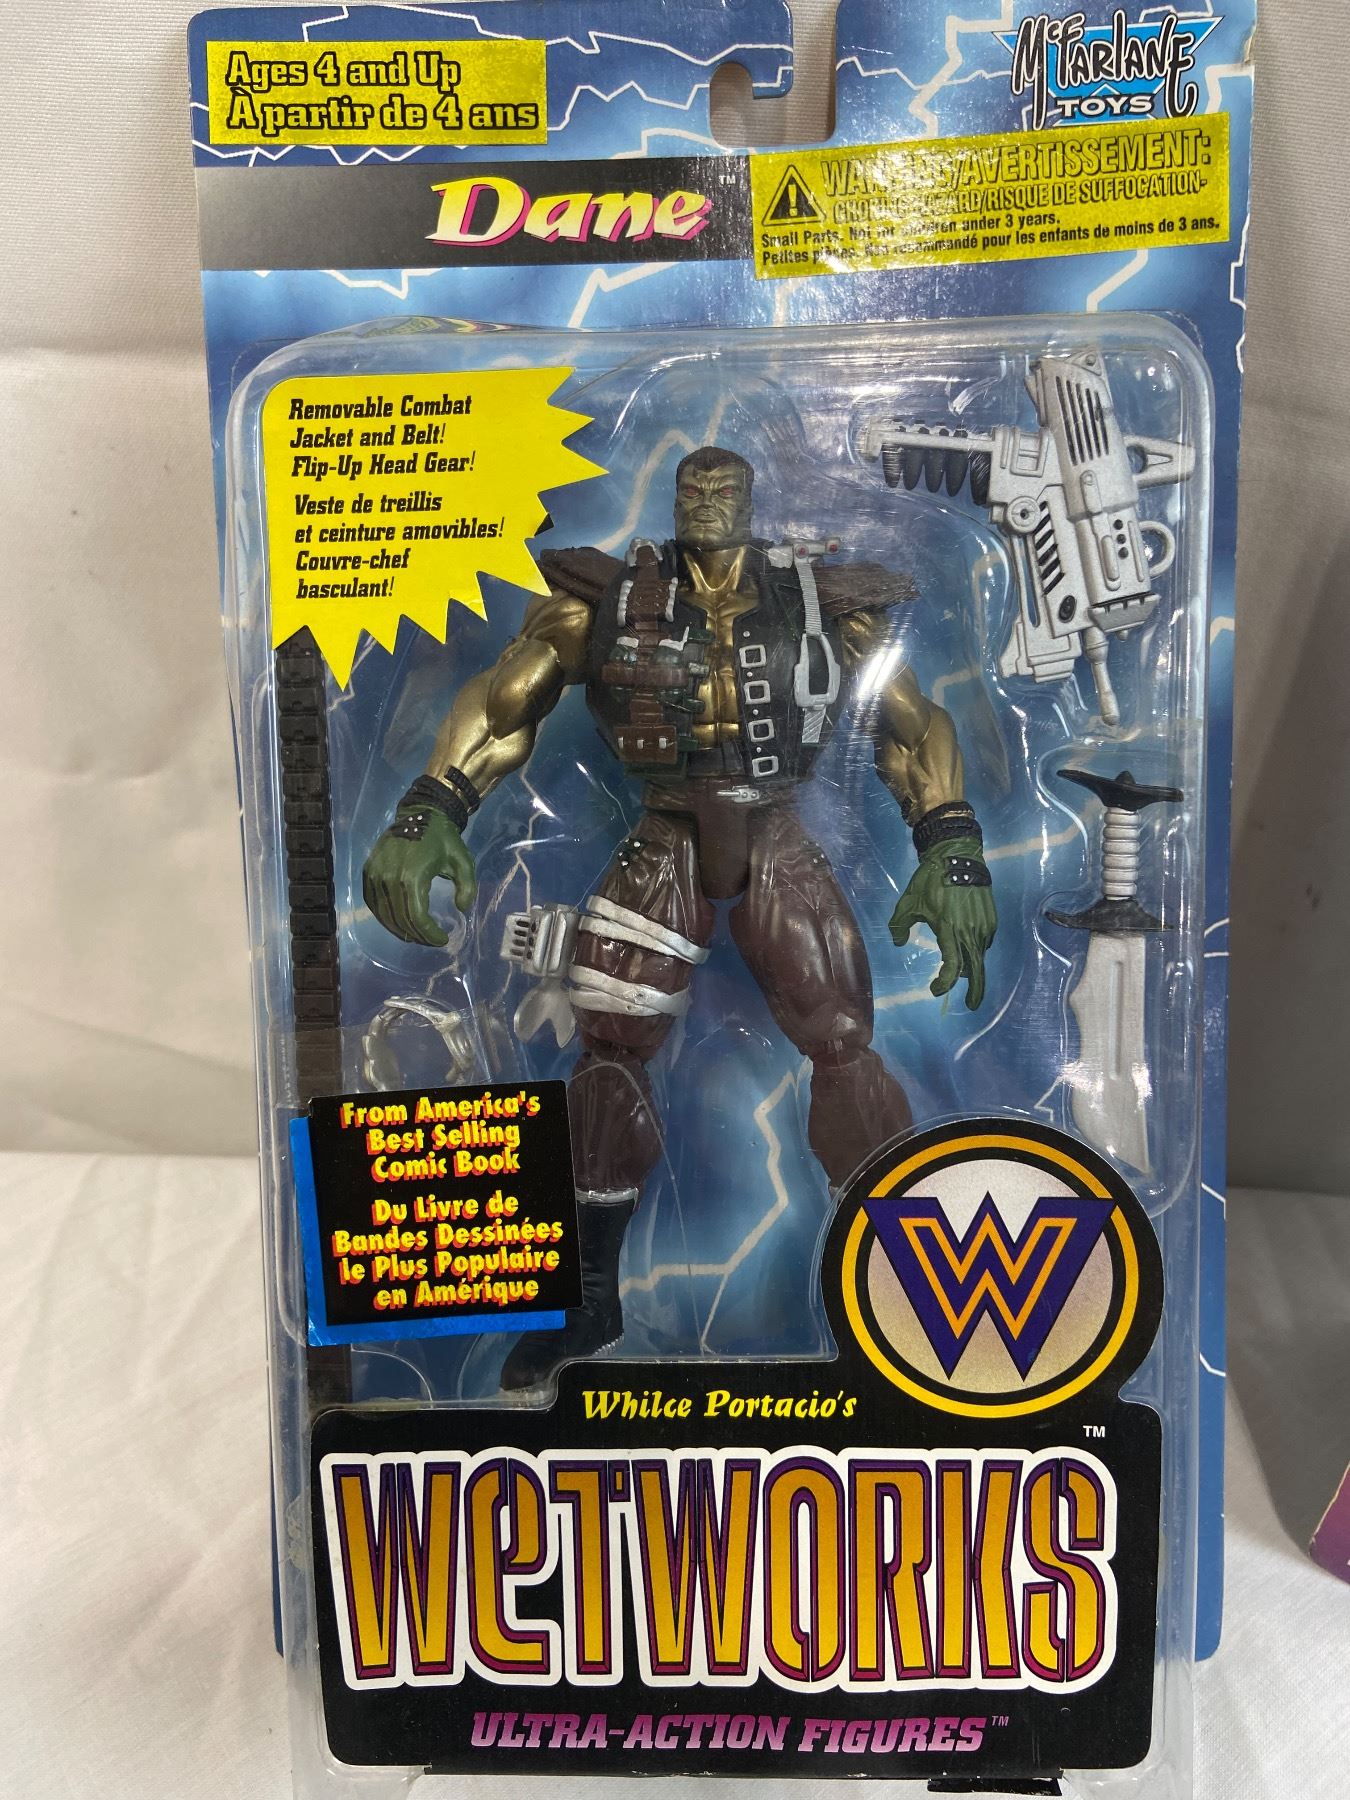 Ages 4 and Up
À partir de 4 ans
McFARLANE
TOYS
Dane™
WARNING/AVERTISSEMENT:
CHOKING HAZARD/RISQUE DE SUFFOCATION-
Small Parts. Not for children under 3 years.
Petites pièces. Non recommandé pour les enfants de moins de 3 ans.
Removable Combat
Jacket and Belt!
Flip-Up Head Gear!
Veste de treillis
et ceinture amovibles!
Couvre-chef
basculant!
From America's
Best Selling
Comic Book
Du Livre de
Bandes Dessinées
le Plus Populaire
en Amérique
W
Whilce Portacio's
WeTWORKS™
ULTRA-ACTION FIGURES™